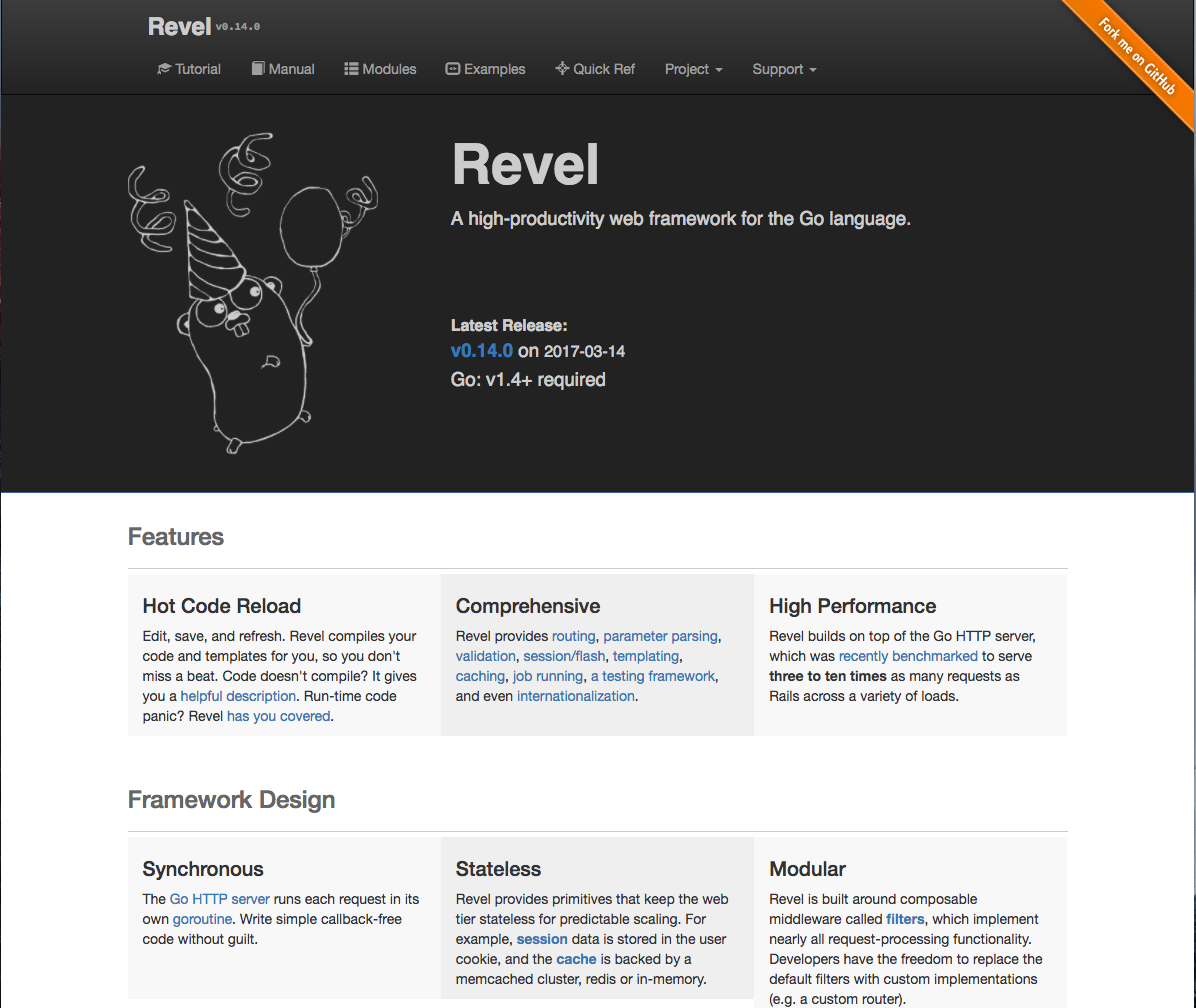 Revel v0.14.0
Fork me on GitHub
Tutorial Manual Modules Examples Quick Ref Project Support
Revel
A high-productivity web framework for the Go language.
Latest Release:
v0.14.0 on 2017-03-14
Go: v1.4+ required
Features
Hot Code Reload
Edit, save, and refresh. Revel compiles your
code and templates for you, so you don't
miss a beat. Code doesn't compile? It gives
you a helpful description. Run-time code
panic? Revel has you covered.
Comprehensive
Revel provides routing, parameter parsing,
validation, session/flash, templating,
caching, job running, a testing framework,
and even internationalization.
High Performance
Revel builds on top of the Go HTTP server,
which was recently benchmarked to serve
three to ten times as many requests as
Rails across a variety of loads.
Framework Design
Synchronous
The Go HTTP server runs each request in its
own goroutine. Write simple callback-free
code without guilt.
Stateless
Revel provides primitives that keep the web
tier stateless for predictable scaling. For
example, session data is stored in the user
cookie, and the cache is backed by a
memcached cluster, redis or in-memory.
Modular
Revel is built around composable
middleware called filters, which implement
nearly all request-processing functionality.
Developers have the freedom to replace the
default filters with custom implementations
(e.g. a custom router).